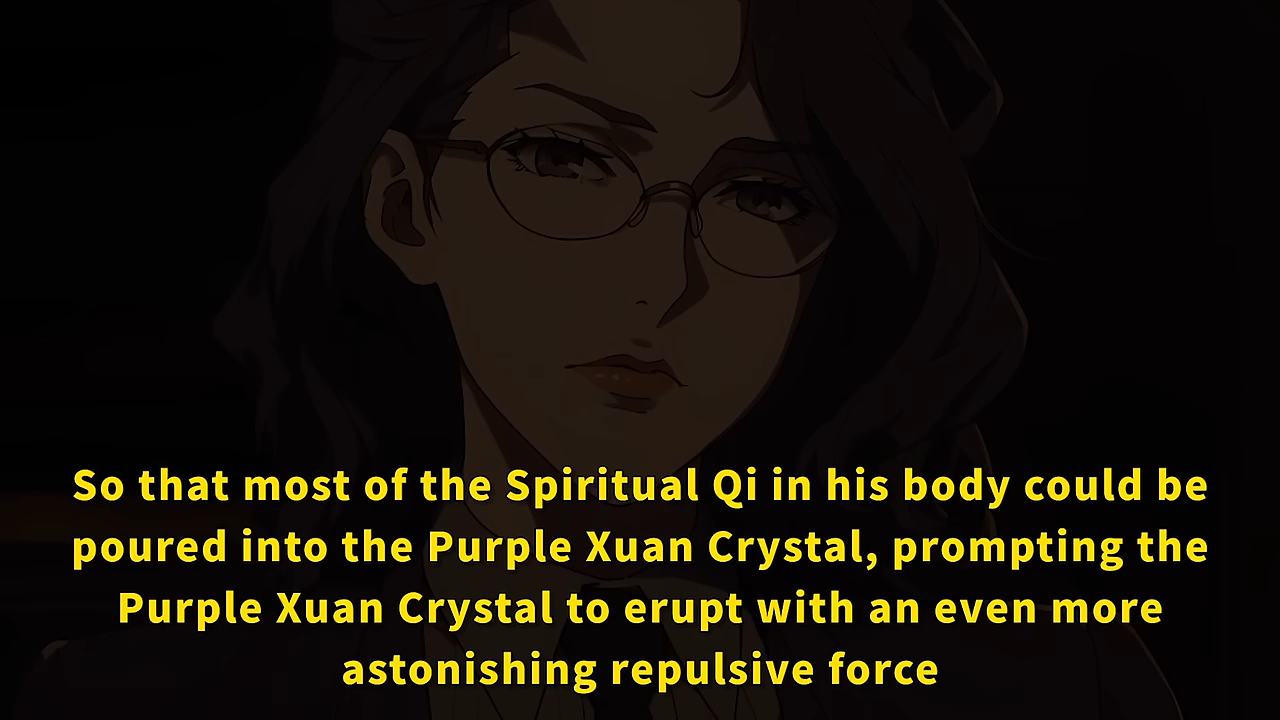 So that most of the Spiritual Qi in his body could be
poured into the Purple Xuan Crystal, prompting the
Purple Xuan Crystal to erupt with an even more
astonishing repulsive force